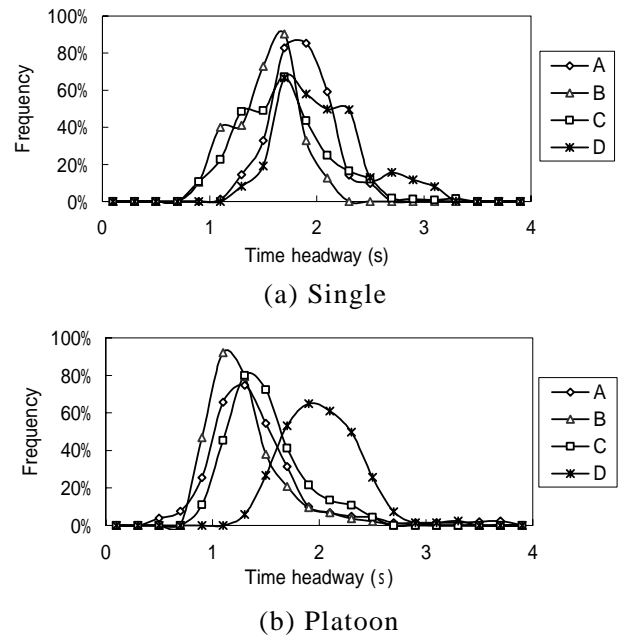 100%
80%
60%
40%
20%
0%
Frequency
0 1 2 3 4
Time headway (s)
A
B
C
D
(a) Single
100%
80%
60%
40%
20%
0%
Frequency
0 1 2 3 4
Time headway (s)
A
B
C
D
(b) Platoon